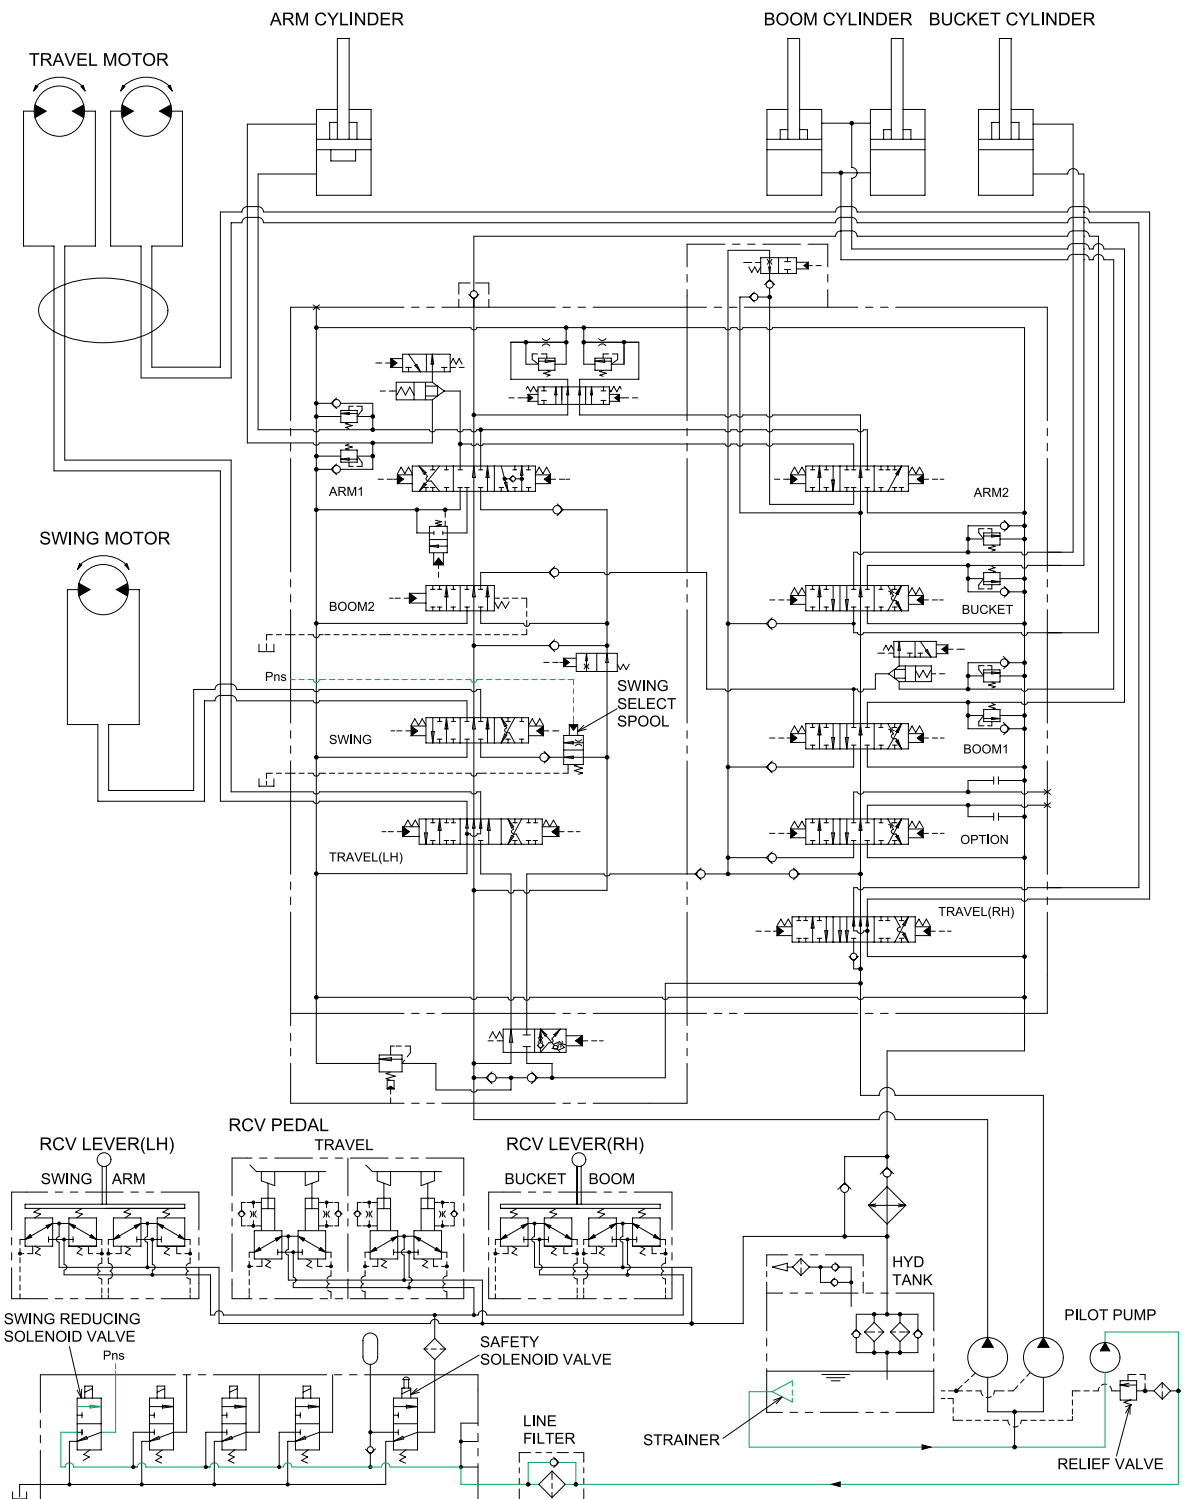 ARM CYLINDER
BOOM CYLINDER
BUCKET CYLINDER
TRAVEL MOTOR
ARM1
ARM2
SWING MOTOR
BOOM2
BUCKET
Pns
SWING
SELECT
SPOOL
SWING
BOOM1
TRAVEL(LH)
OPTION
TRAVEL(RH)
RCV LEVER(LH)
SWING
ARM
RCV PEDAL
TRAVEL
RCV LEVER(RH)
BUCKET
BOOM
HYD
TANK
SWING REDUCING
SOLENOID VALVE
Pns
SAFETY
SOLENOID VALVE
PILOT PUMP
LINE
FILTER
STRAINER
RELIEF VALVE